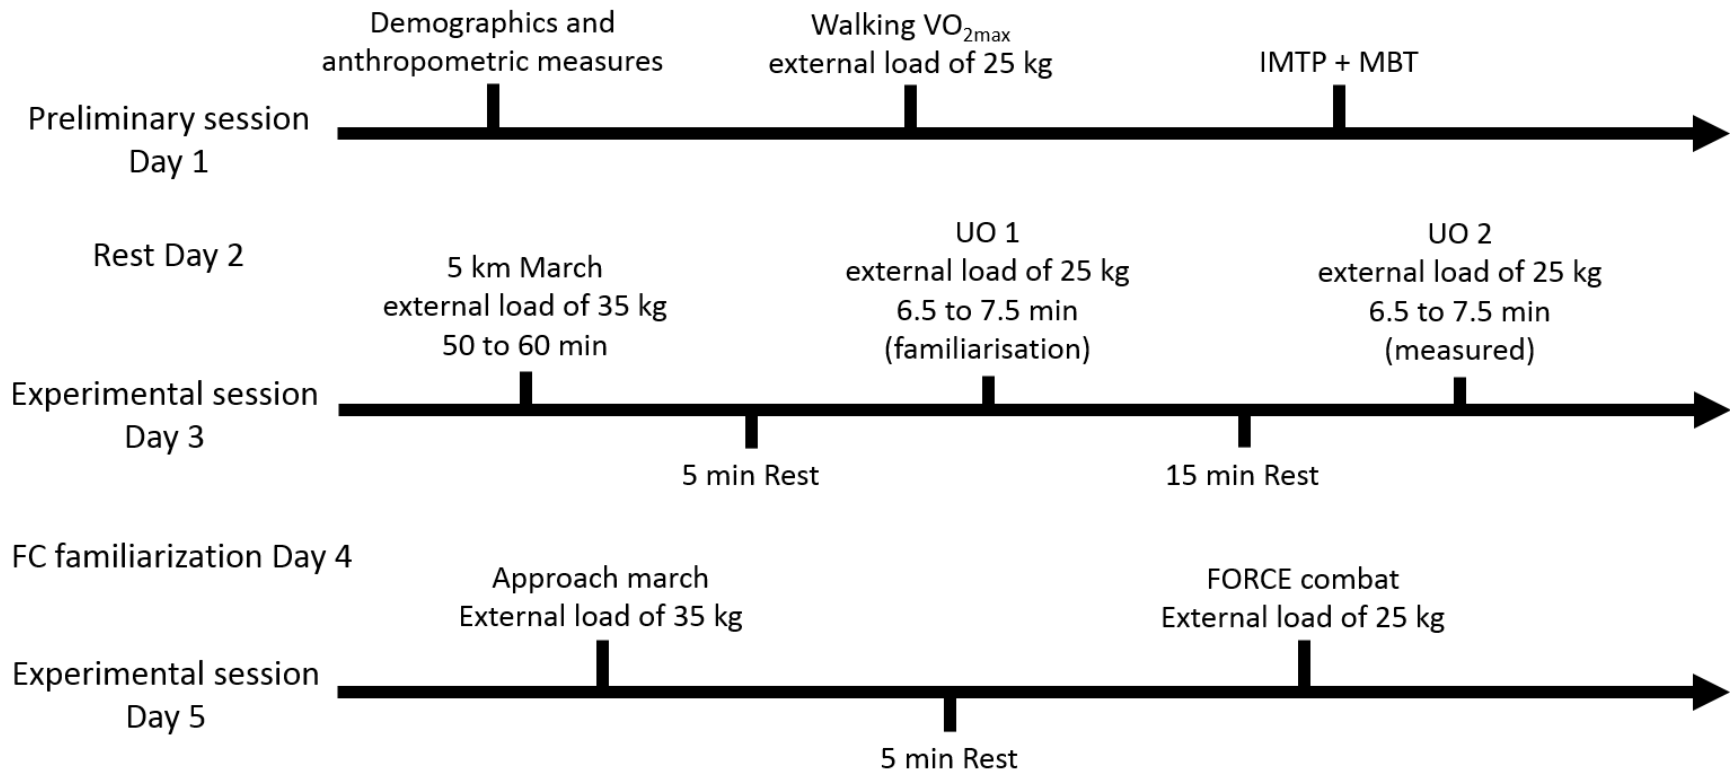 Preliminary session
Day 1
Demographics and
anthropometric measures
Walking VO2max
external load of 25 kg
IMTP + MBT
Rest Day 2
Experimental session
Day 3
5 km March
external load of 35 kg
50 to 60 min
5 min Rest
UO 1
external load of 25 kg
6.5 to 7.5 min
(familiarisation)
15 min Rest
UO 2
external load of 25 kg
6.5 to 7.5 min
(measured)
FC familiarization Day 4
Experimental session
Day 5
Approach march
External load of 35 kg
5 min Rest
FORCE combat
External load of 25 kg